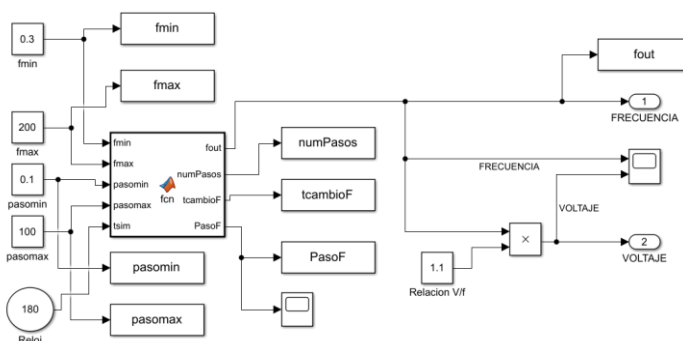 0.3
fmin
fmin
fout
200
fmax
fmax
1
FRECUENCIA
fmin
fmax
pasomin
pasomax
tsim
fcn
fout
numPasos
tcambioF
PasoF
numPasos
FRECUENCIA
0.1
pasomin
tcambioF
VOLTAJE
100
pasomax
×
2
VOLTAJE
pasomin
PasoF
1.1
Relacion V/f
180
Reloj
pasomax